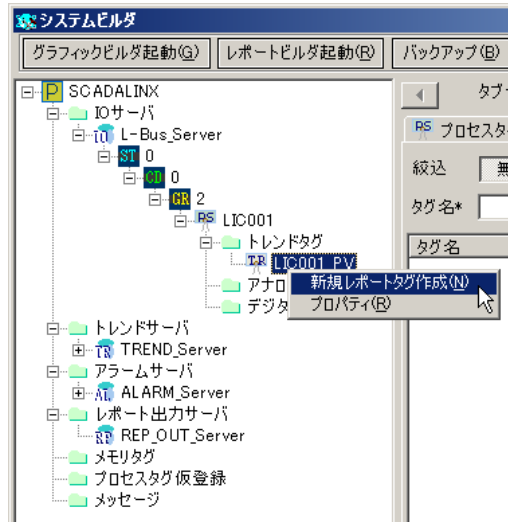 システムビルダ
グラフィックビルダ起動(G) レポートビルダ起動(R) バックアップ(B)
SCADALINX
IOサーバ
L-Bus_Server
ST 0
CD 0
GR 2
RS LIC001
トレンドタグ
TR LIC001_PV
アナロ
デジタ
新規レポートタグ作成(N)
プロパティ(R)
トレンドサーバ
TREND_Server
アラームサーバ
ALARM_Server
レポート出力サーバ
REP_OUT_Server
メモリタグ
プロセスタグ仮登録
メッセージ
タブ
RS プロセスタ
絞込 無
タグ名*
タグ名